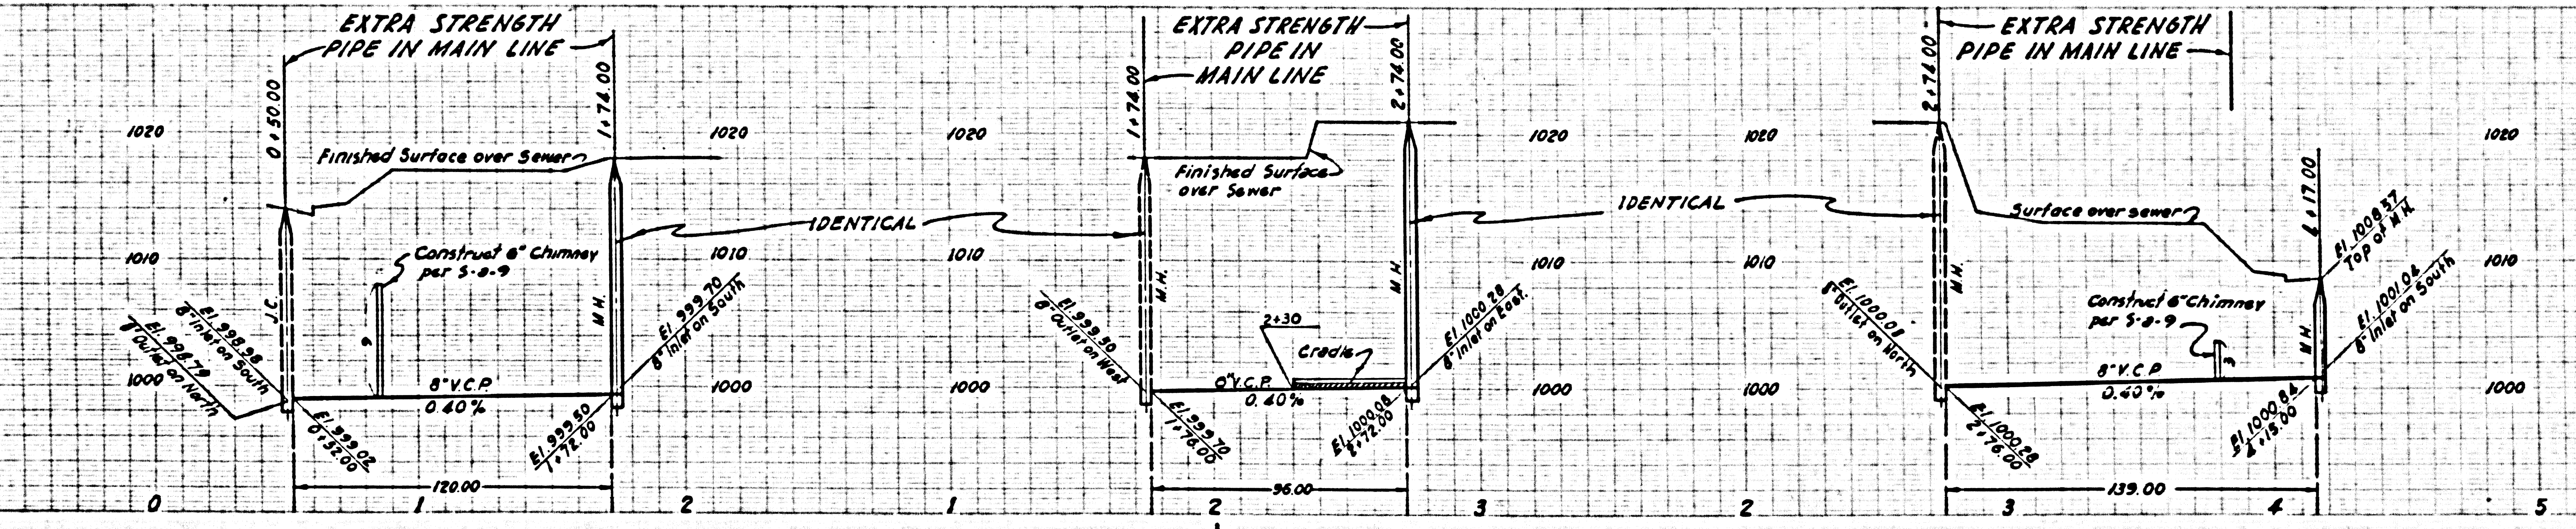 EXTRA STRENGTH
PIPE IN MAIN LINE
0+50.00
1+74.00
1020
1020
Finished Surface over Sewer
1010
1010
Construct 6" Chimney
per S-a-9
9
J.C.
M.H.
El. 998.98
8" Inlet on South
El. 998.79
8" Outlet on North
El. 999.70
8" Inlet on South
1000
1000
8" V.C.P.
0.40%
El. 999.02
0+52.00
El. 999.50
1+72.00
120.00
0
1
2
IDENTICAL
EXTRA STRENGTH
PIPE IN
MAIN LINE
1+74.00
2+74.00
1020
1020
Finished Surface
over Sewer
1010
1010
M.H.
M.H.
El. 999.50
8" Outlet on West
El. 1000.28
8" Inlet on East.
2+30
Cradle
1000
1000
8" V.C.P.
0.40%
El. 999.70
1+76.00
El. 1000.08
2+72.00
96.00
1
2
3
IDENTICAL
EXTRA STRENGTH
PIPE IN MAIN LINE
2+74.00
4+17.00
1020
1020
Surface over sewer
1010
1010
El. 1008.37
Top of M.H.
M.H.
M.H.
El. 1000.08
8" Outlet on North
El. 1001.04
8" Inlet on South
Construct 6" Chimney
per S-a-9
3
1000
1000
8" V.C.P.
0.40%
El. 1000.28
2+76.00
El. 1000.84
4+15.00
139.00
2
3
4
5